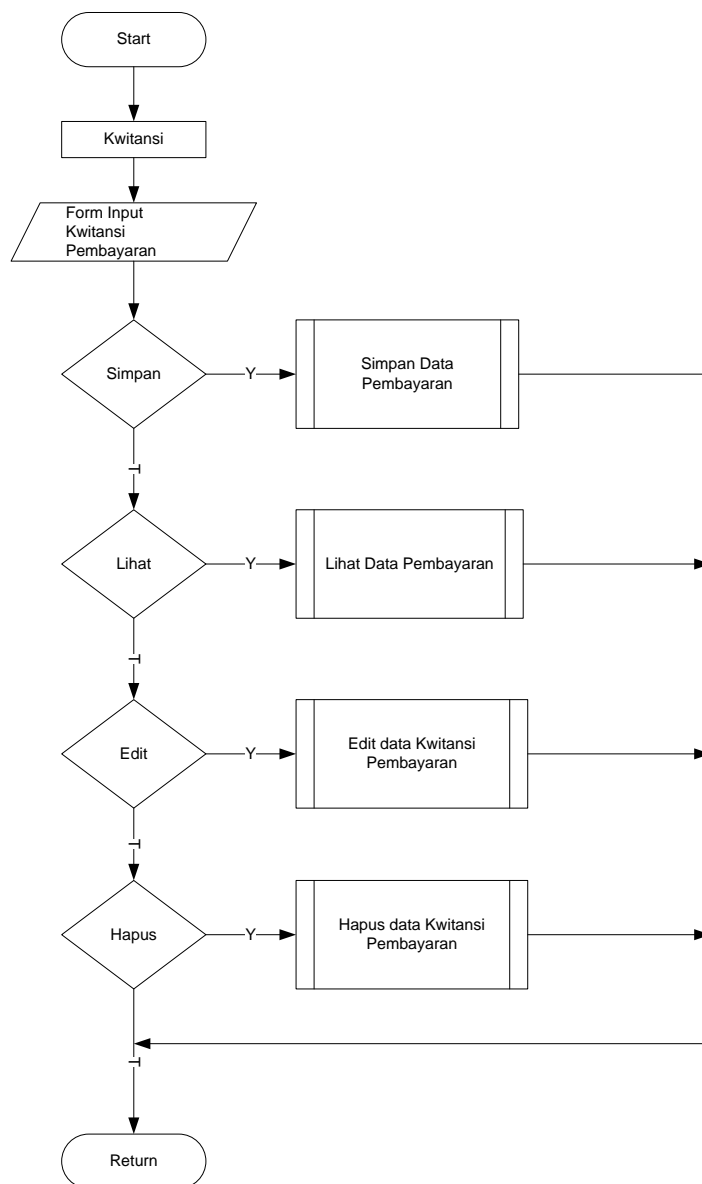 Start
Kwitansi
Form Input
Kwitansi
Pembayaran
Simpan
Y
Simpan Data
Pembayaran
T
Lihat
Y
Lihat Data Pembayaran
T
Edit
Y
Edit data Kwitansi
Pembayaran
T
Hapus
Y
Hapus data Kwitansi
Pembayaran
T
Return